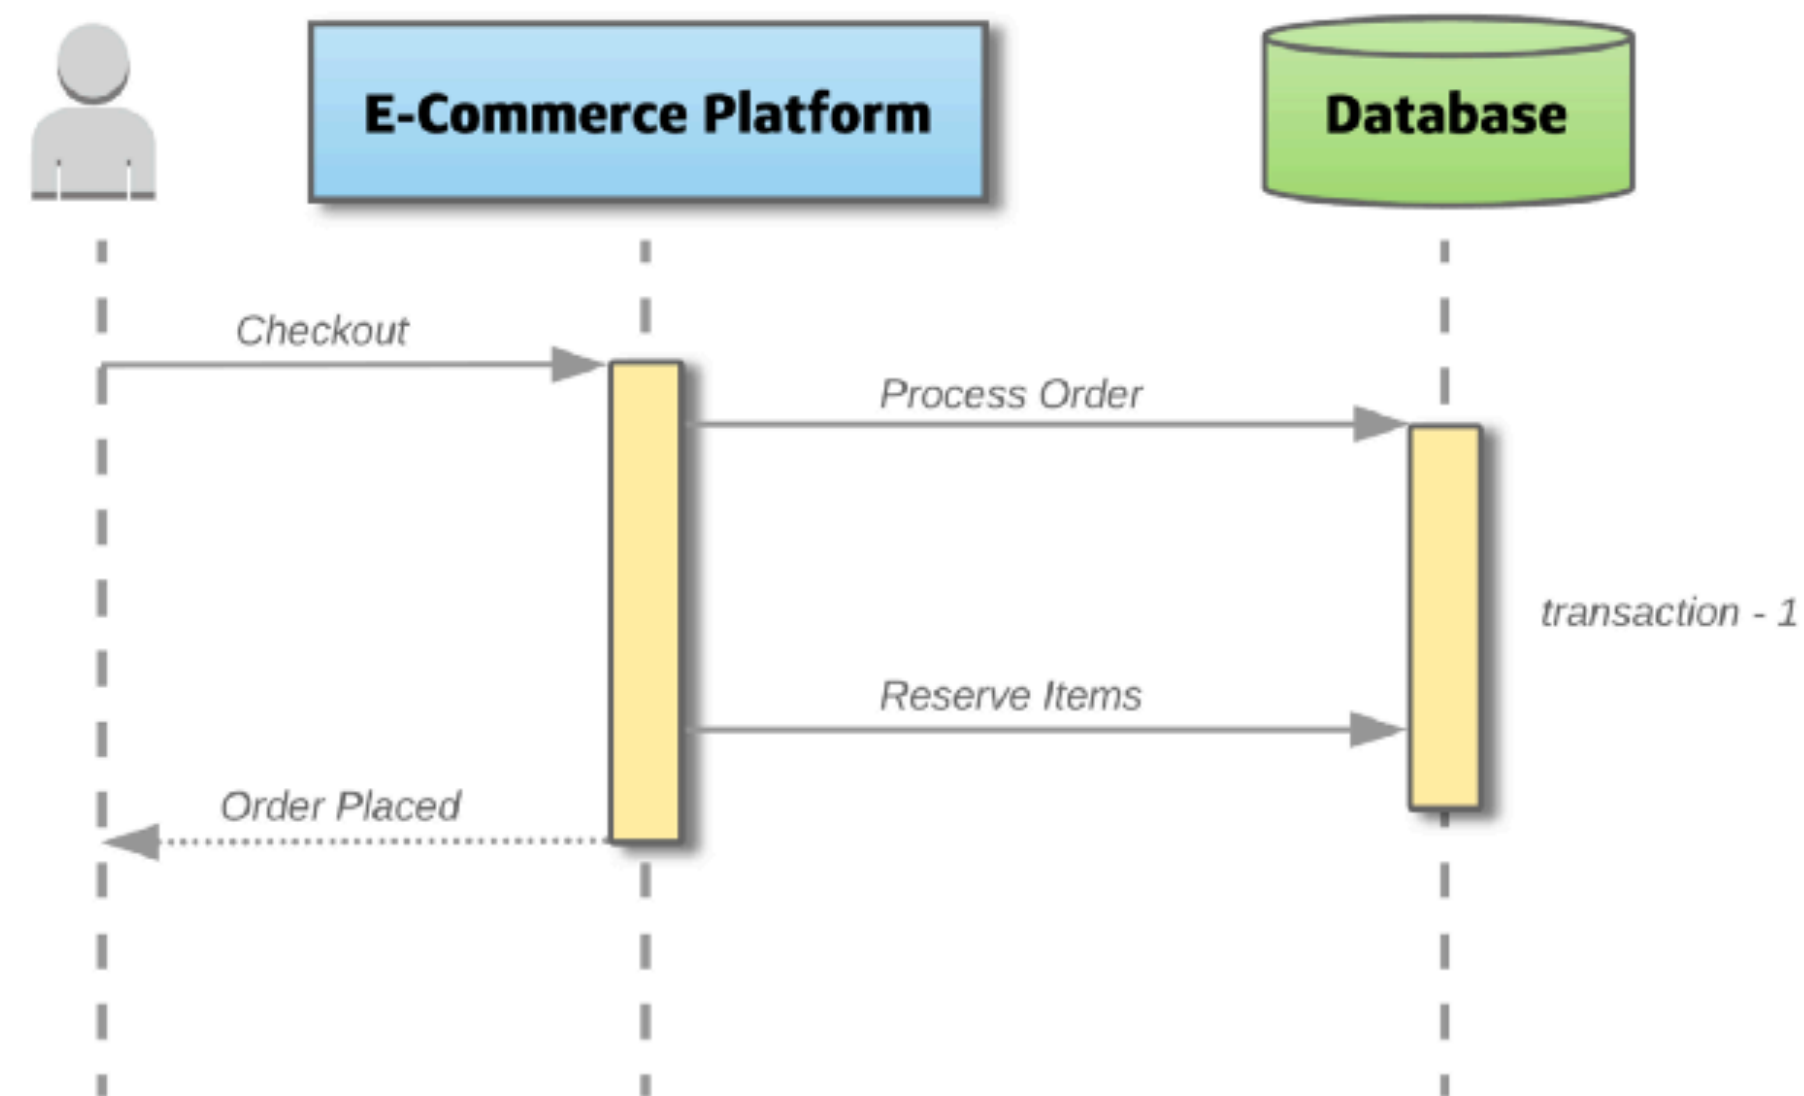 E-Commerce Platform
Database
Checkout
Process Order
transaction - 1
Reserve Items
Order Placed